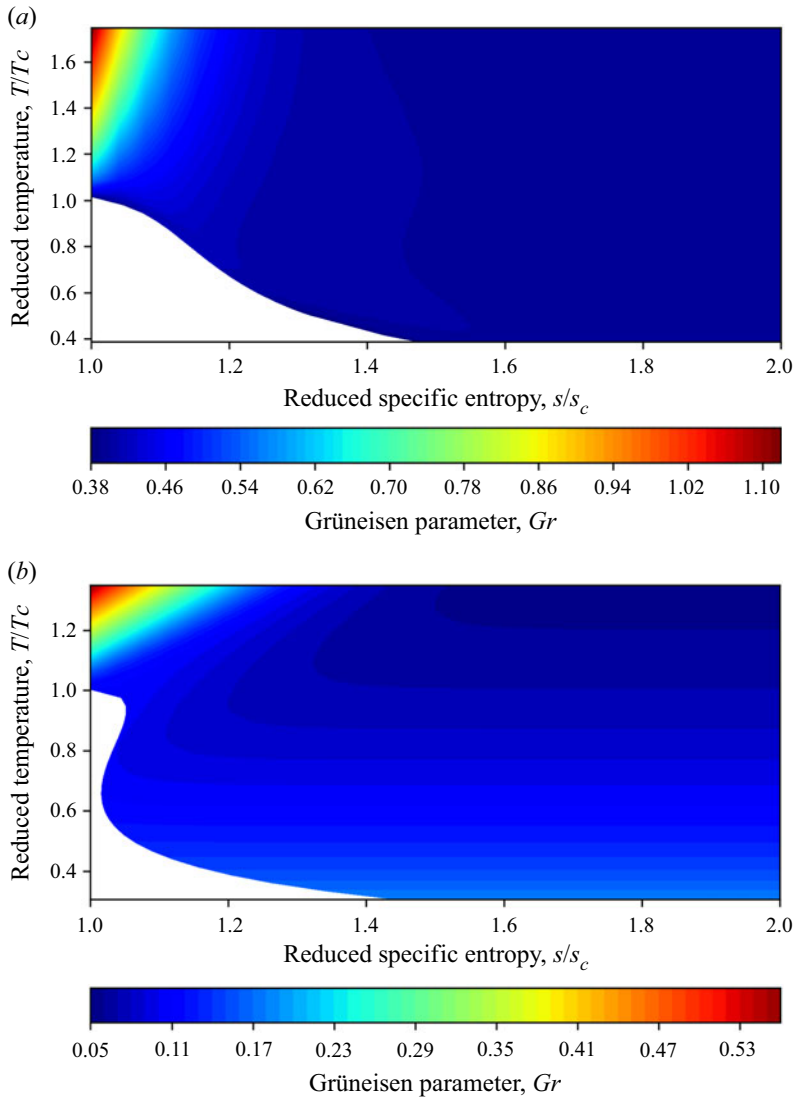 (a)
Reduced temperature, T/Tc
1.6
1.4
1.2
1.0
0.8
0.6
0.4
1.0 1.2 1.4 1.6 1.8 2.0
Reduced specific entropy, s/s_c
0.38 0.46 0.54 0.62 0.70 0.78 0.86 0.94 1.02 1.10
Grüneisen parameter, Gr
(b)
Reduced temperature, T/Tc
1.2
1.0
0.8
0.6
0.4
1.0 1.2 1.4 1.6 1.8 2.0
Reduced specific entropy, s/s_c
0.05 0.11 0.17 0.23 0.29 0.35 0.41 0.47 0.53
Grüneisen parameter, Gr